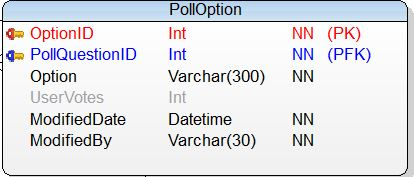 PollOption
OptionID Int NN (PK)
PollQuestionID Int NN (PFK)
Option Varchar(300) NN
UserVotes Int
ModifiedDate Datetime NN
ModifiedBy Varchar(30) NN